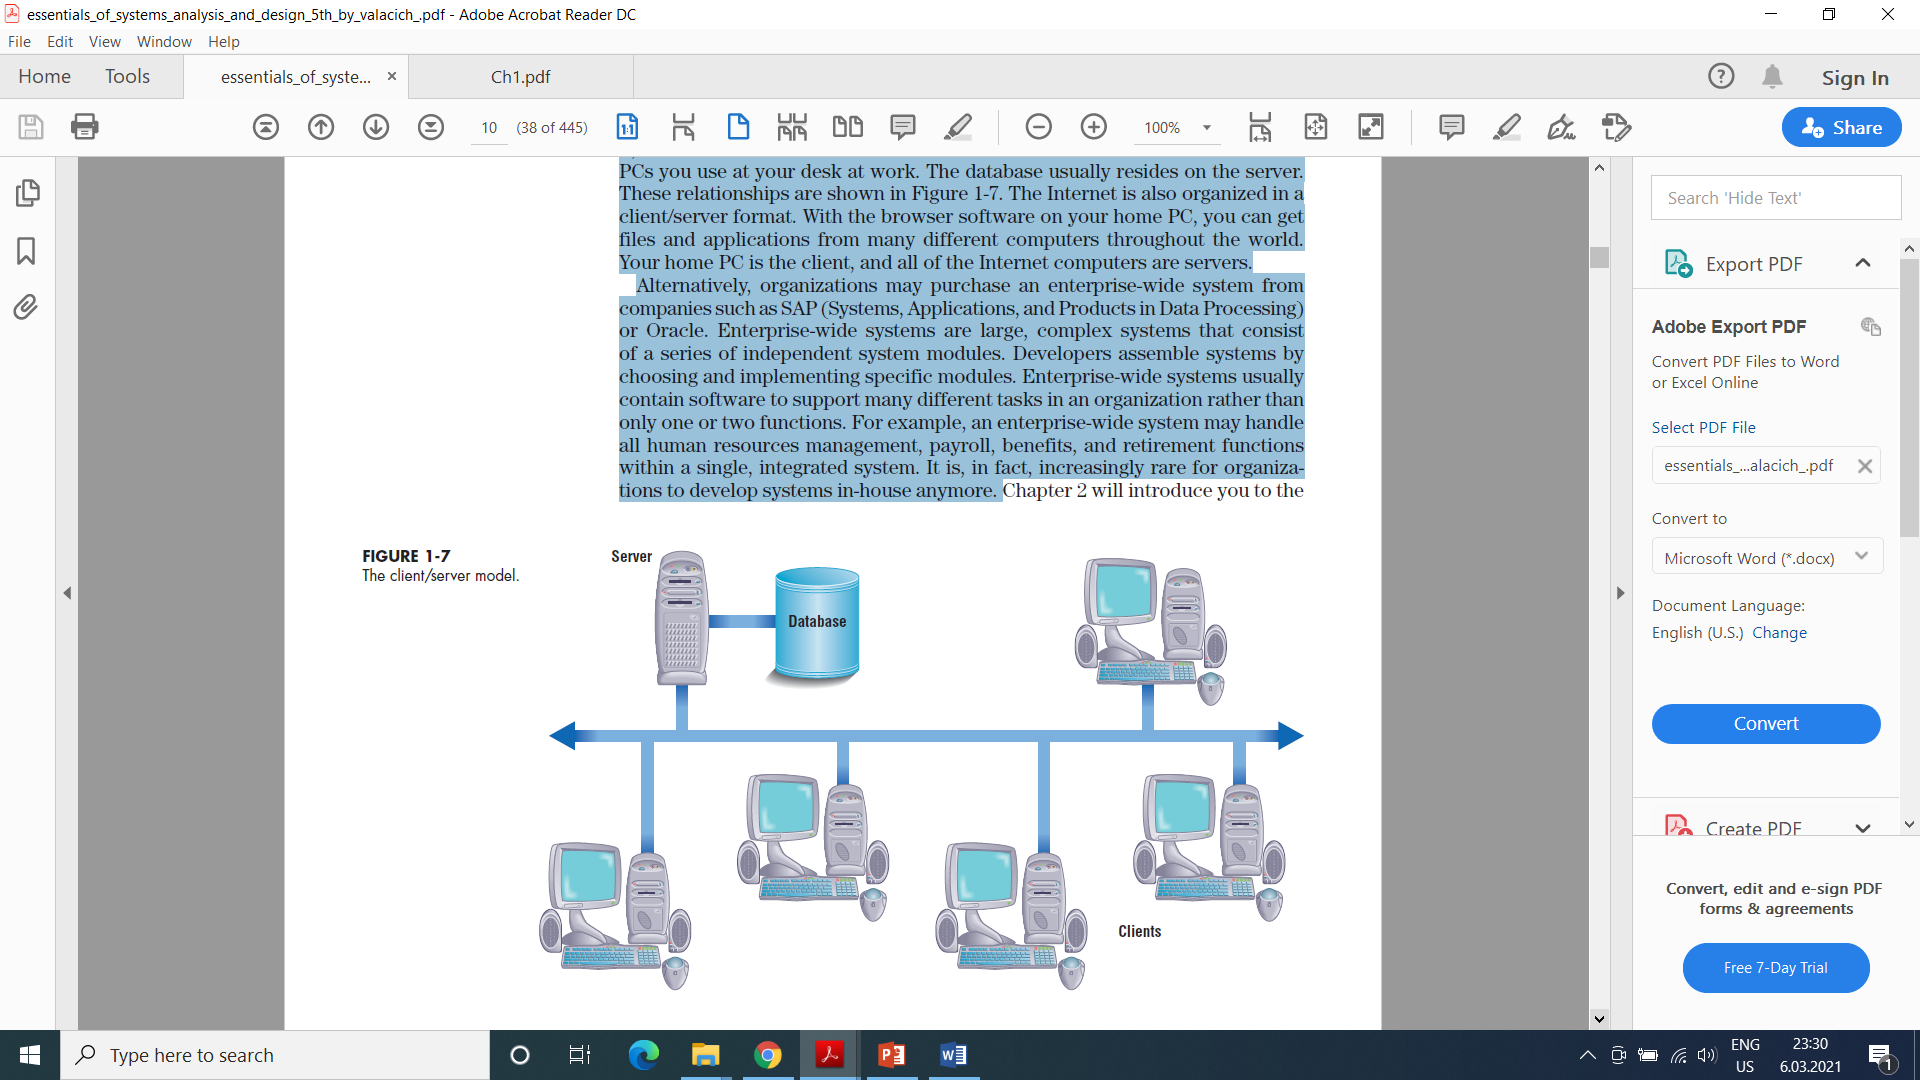 essentials_of_systems_analysis_and_design_5th_by_valacich_.pdf - Adobe Acrobat Reader DC
File Edit View Window Help
Home Tools essentials_of_syste... × Ch1.pdf Sign In
10 (38 of 445) 1:1 100% Share
PCs you use at your desk at work. The database usually resides on the server.
These relationships are shown in Figure 1-7. The Internet is also organized in a
client/server format. With the browser software on your home PC, you can get
files and applications from many different computers throughout the world.
Your home PC is the client, and all of the Internet computers are servers.
Alternatively, organizations may purchase an enterprise-wide system from
companies such as SAP (Systems, Applications, and Products in Data Processing)
or Oracle. Enterprise-wide systems are large, complex systems that consist
of a series of independent system modules. Developers assemble systems by
choosing and implementing specific modules. Enterprise-wide systems usually
contain software to support many different tasks in an organization rather than
only one or two functions. For example, an enterprise-wide system may handle
all human resources management, payroll, benefits, and retirement functions
within a single, integrated system. It is, in fact, increasingly rare for organiza-
tions to develop systems in-house anymore. Chapter 2 will introduce you to the
FIGURE 1-7
The client/server model.
Server
Database
Clients
Search 'Hide Text'
Export PDF
Adobe Export PDF
Convert PDF Files to Word
or Excel Online
Select PDF File
essentials_...alacich_.pdf
Convert to
Microsoft Word (*.docx)
Document Language:
English (U.S.) Change
Convert
Create PDF
Convert, edit and e-sign PDF
forms & agreements
Free 7-Day Trial
Type here to search
ENG
US
23:30
6.03.2021
1